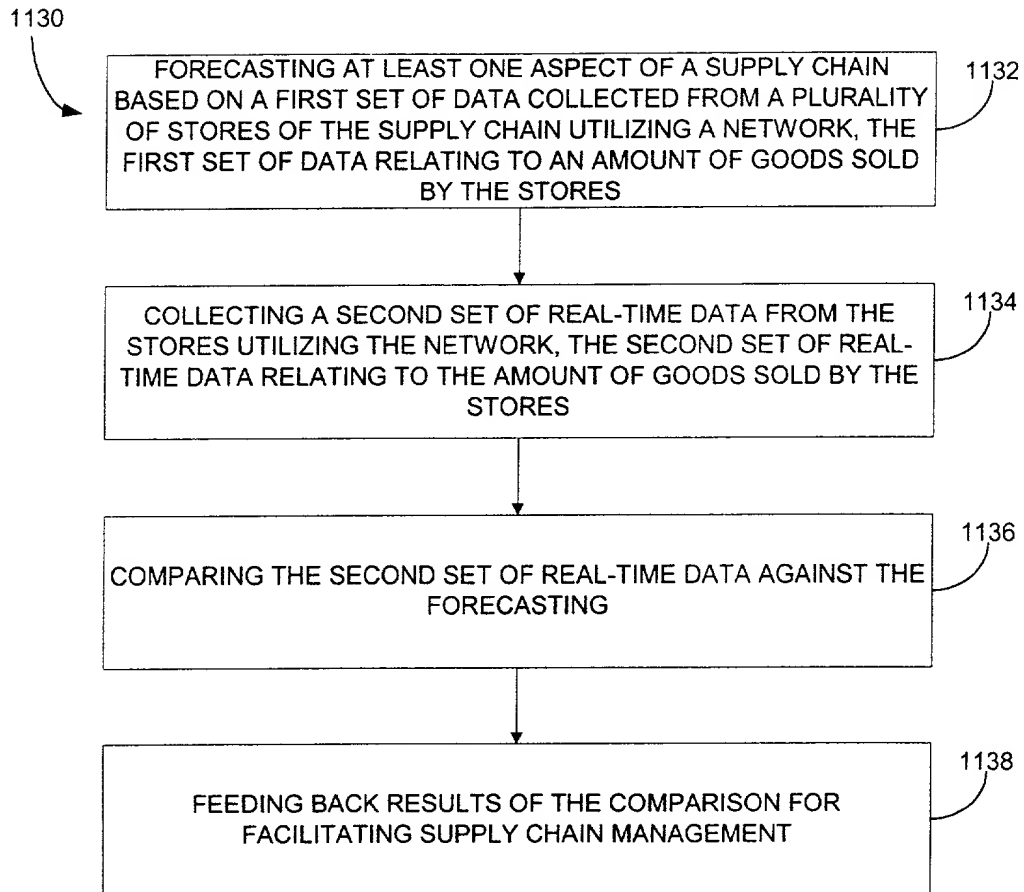 1130
FORECASTING AT LEAST ONE ASPECT OF A SUPPLY CHAIN
BASED ON A FIRST SET OF DATA COLLECTED FROM A PLURALITY
OF STORES OF THE SUPPLY CHAIN UTILIZING A NETWORK, THE
FIRST SET OF DATA RELATING TO AN AMOUNT OF GOODS SOLD
BY THE STORES
1132
COLLECTING A SECOND SET OF REAL-TIME DATA FROM THE
STORES UTILIZING THE NETWORK, THE SECOND SET OF REAL-
TIME DATA RELATING TO THE AMOUNT OF GOODS SOLD BY THE
STORES
1134
COMPARING THE SECOND SET OF REAL-TIME DATA AGAINST THE
FORECASTING
1136
FEEDING BACK RESULTS OF THE COMPARISON FOR
FACILITATING SUPPLY CHAIN MANAGEMENT
1138